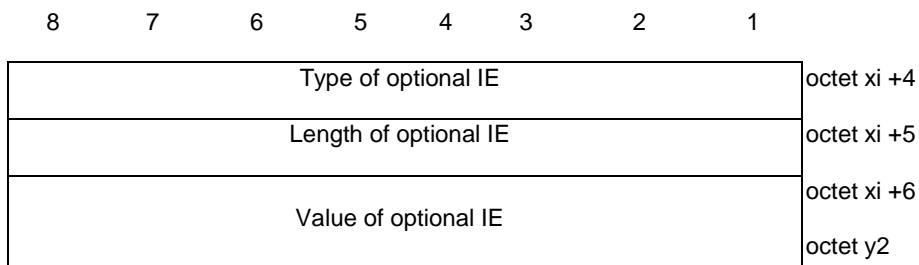 8 7 6 5 4 3 2 1
Type of optional IE octet xi +4
Length of optional IE octet xi +5
octet xi +6
Value of optional IE
octet y2